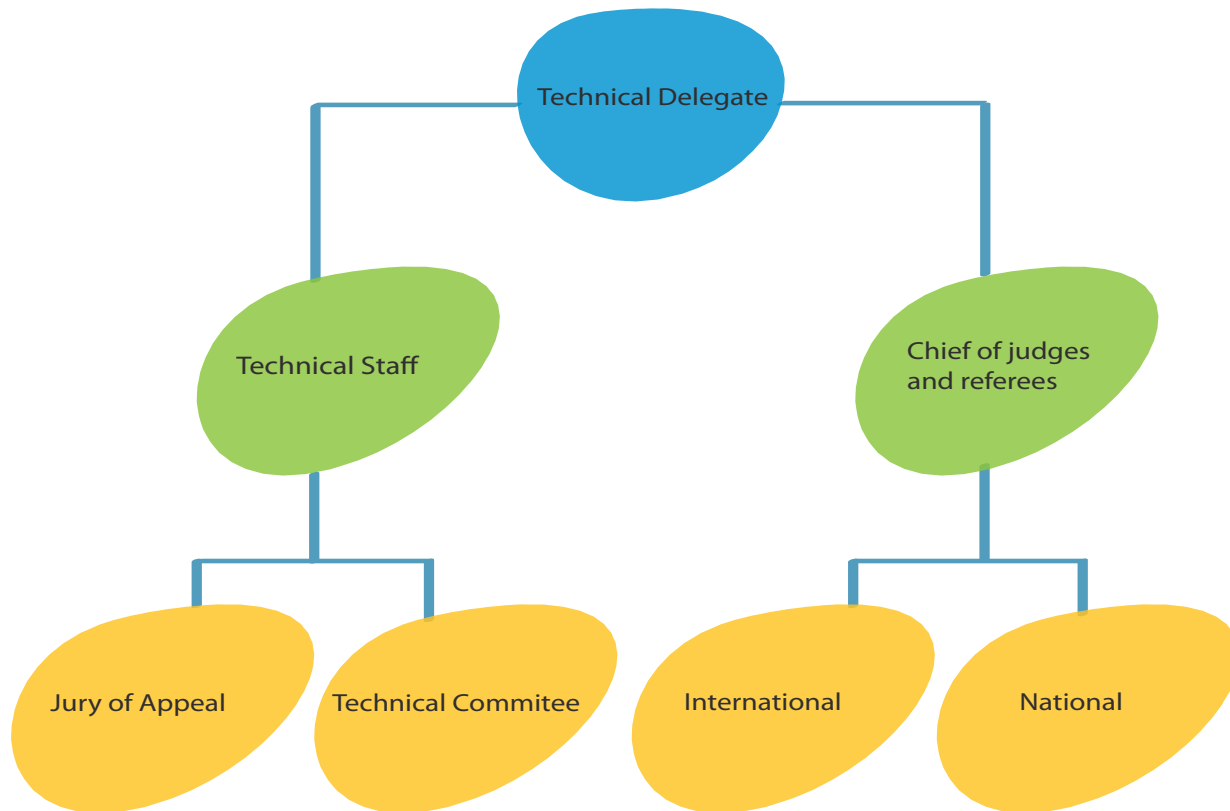 Technical Delegate
Technical Staff
Chief of judges
and referees
Jury of Appeal
Technical Commitee
International
National